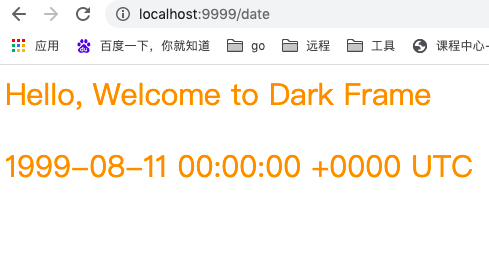 localhost:9999/date
应用 百度一下，你就知道 go 远程 工具 课程中心-
Hello, Welcome to Dark Frame
1999-08-11 00:00:00 +0000 UTC